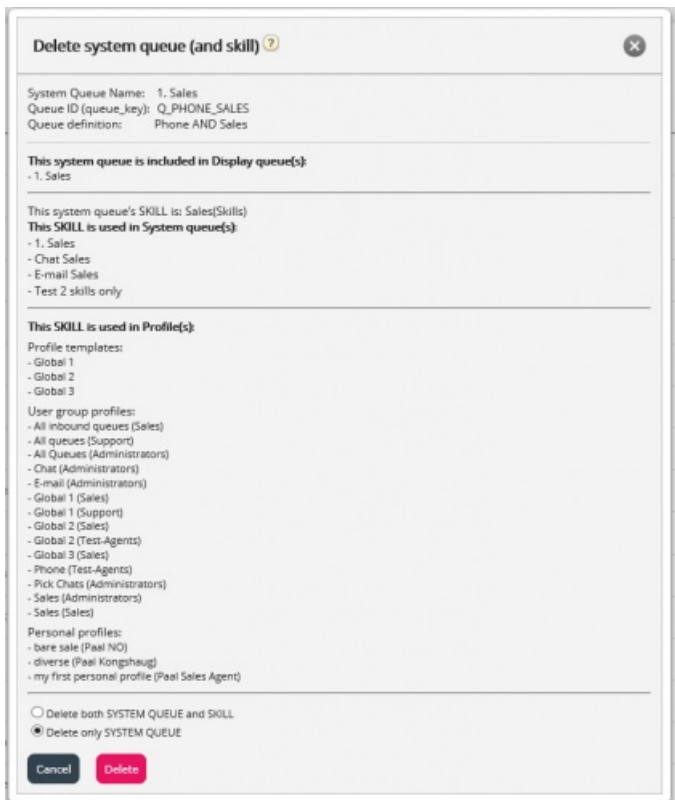 Delete system queue (and skill) ?
System Queue Name: 1. Sales
Queue ID (queue_key): Q_PHONE_SALES
Queue definition: Phone AND Sales
This system queue is included in Display queue(s):
- 1. Sales
This system queue's SKILL is: Sales(Skills)
This SKILL is used in System queue(s):
- 1. Sales
- Chat Sales
- E-mail Sales
- Test 2 skills only
This SKILL is used in Profile(s):
Profile templates:
- Global 1
- Global 2
- Global 3
User group profiles:
- All inbound queues (Sales)
- All queues (Support)
- All Queues (Administrators)
- Chat (Administrators)
- E-mail (Administrators)
- Global 1 (Sales)
- Global 1 (Support)
- Global 2 (Sales)
- Global 2 (Test-Agents)
- Global 3 (Sales)
- Phone (Test-Agents)
- Pick Chats (Administrators)
- Sales (Administrators)
- Sales (Sales)
Personal profiles:
- bare sale (Paal NO)
- diverse (Paal Kongshaug)
- my first personal profile (Paal Sales Agent)
Delete both SYSTEM QUEUE and SKILL
Delete only SYSTEM QUEUE
Cancel Delete